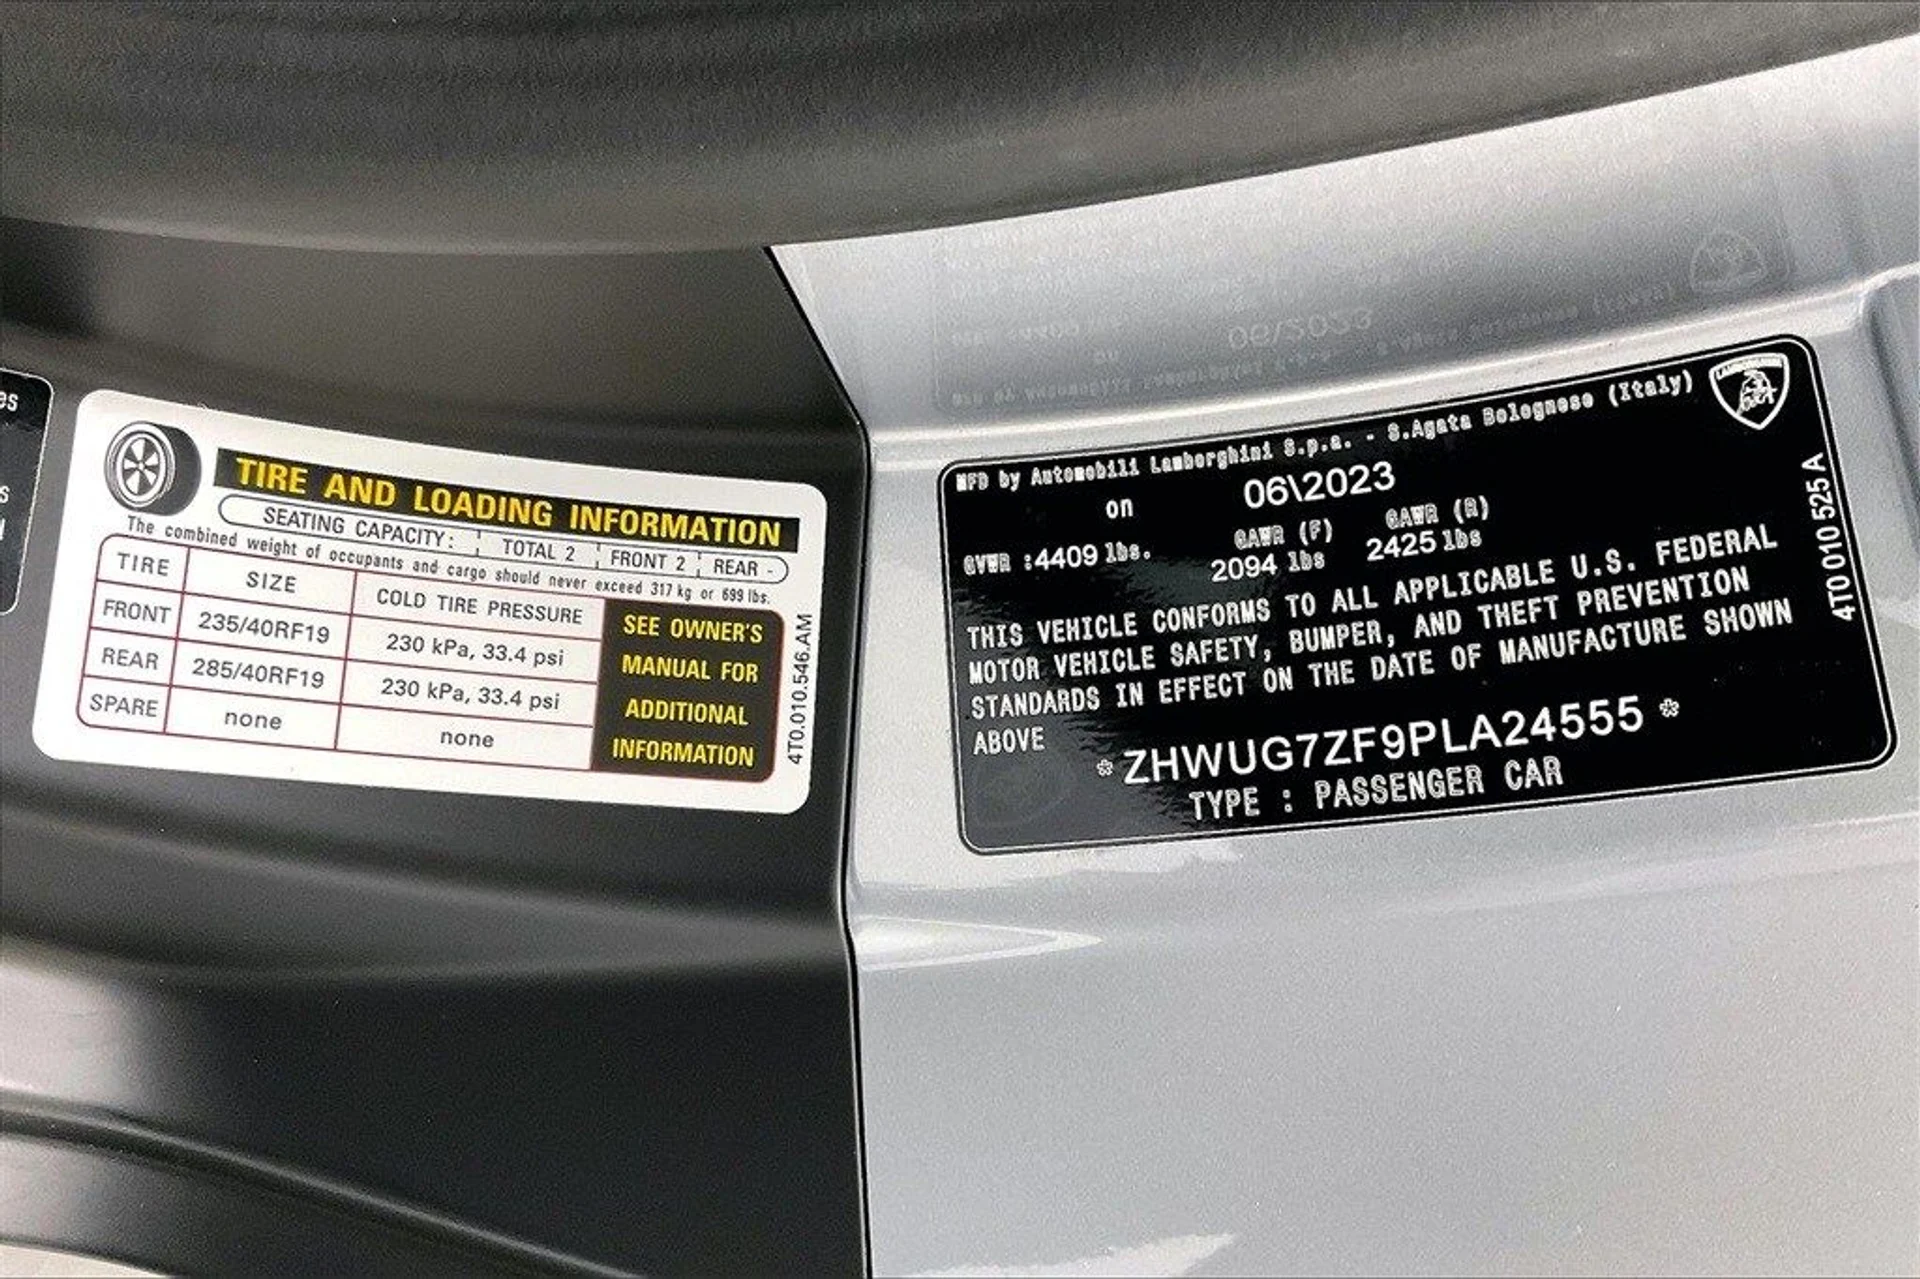 es
s
TIRE AND LOADING INFORMATION
SEATING CAPACITY: TOTAL 2 FRONT 2 REAR -
The combined weight of occupants and cargo should never exceed 317 kg or 699 lbs.
TIRE SIZE COLD TIRE PRESSURE
FRONT 235/40RF19 230 kPa, 33.4 psi
REAR 285/40RF19 230 kPa, 33.4 psi
SPARE none none
SEE OWNER'S
MANUAL FOR
ADDITIONAL
INFORMATION
4T0.010.546.AM
MFD by Automobili Lamborghini S.p.a. - S.Agata Bolognese (Italy)
LAMBORGHINI
on 06\2023
GAWR (F) GAWR (R)
GVWR :4409 lbs. 2094 lbs 2425 lbs
THIS VEHICLE CONFORMS TO ALL APPLICABLE U.S. FEDERAL
MOTOR VEHICLE SAFETY, BUMPER, AND THEFT PREVENTION
STANDARDS IN EFFECT ON THE DATE OF MANUFACTURE SHOWN
ABOVE
* ZHWUG7ZF9PLA24555 *
TYPE : PASSENGER CAR
4T0 010 525 A